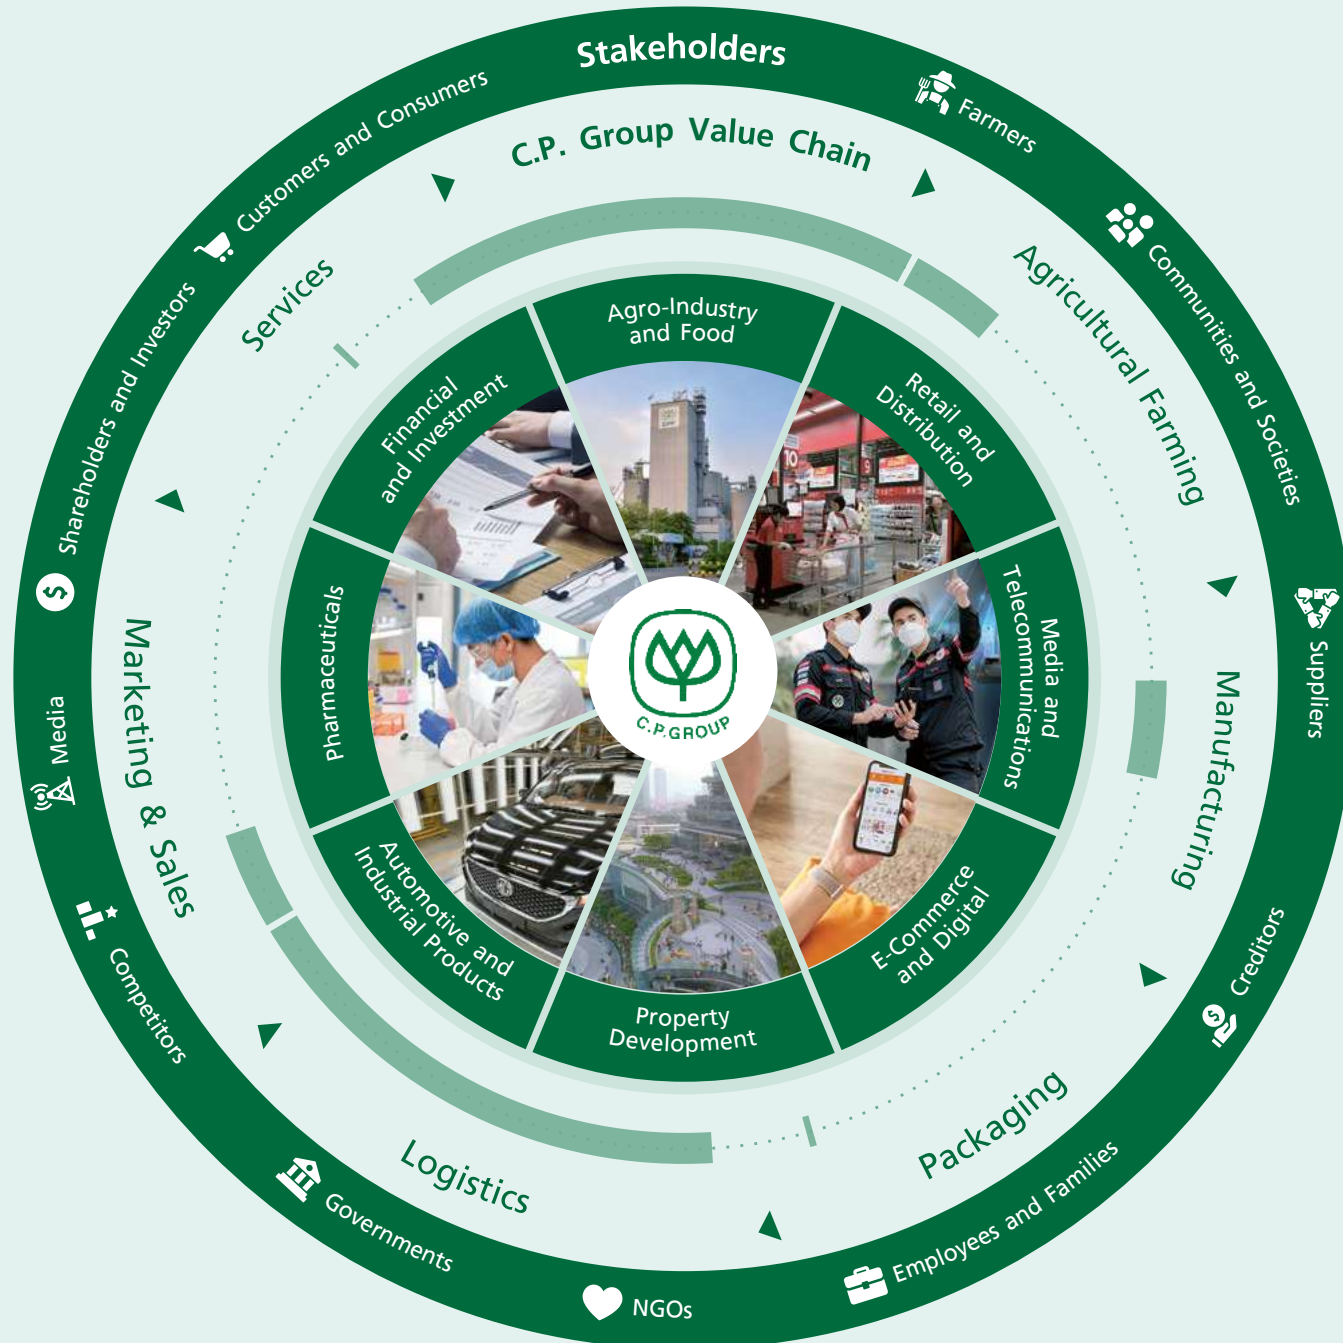 Stakeholders
Farmers
Communities and Societies
Suppliers
Creditors
Employees and Families
NGOs
Governments
Competitors
Media
Shareholders and Investors
Customers and Consumers
C.P. Group Value Chain
Agricultural Farming
Manufacturing
Packaging
Logistics
Marketing & Sales
Services
Agro-Industry
and Food
Retail and
Distribution
Media and
Telecommunications
E-Commerce
and Digital
Property
Development
Automotive and
Industrial Products
Pharmaceuticals
Financial
and Investment
10
9
C.P.GROUP